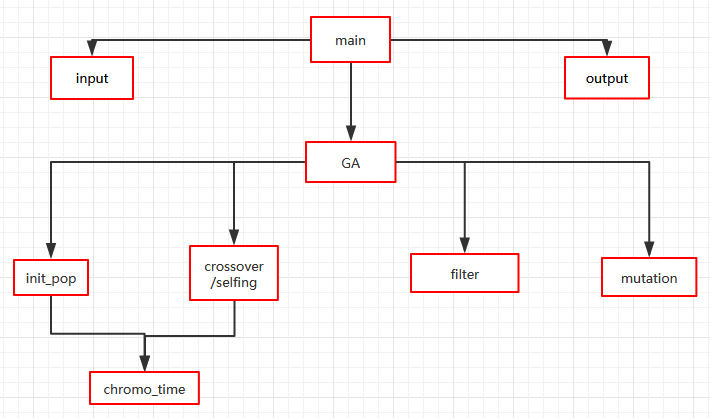 main
input
output
GA
init_pop
crossover
/selfing
filter
mutation
chromo_time